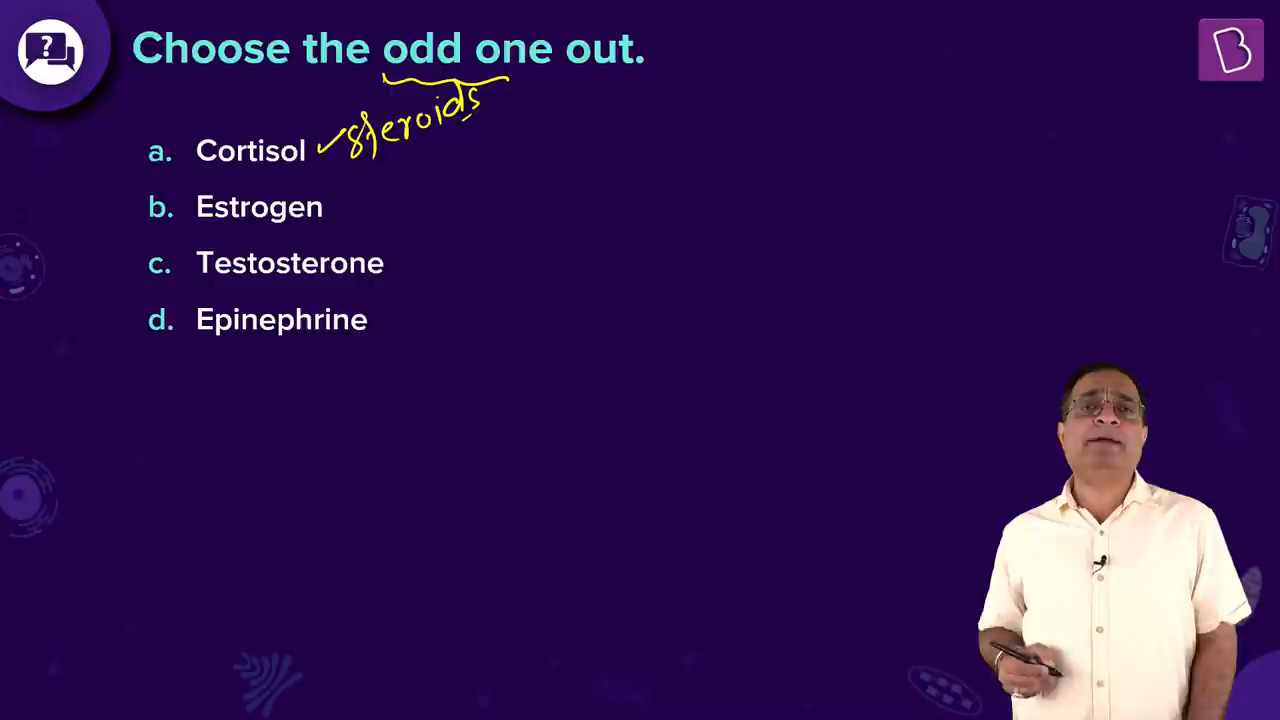 Choose the odd one out.
a. Cortisol ✓ steroids
b. Estrogen
c. Testosterone
d. Epinephrine